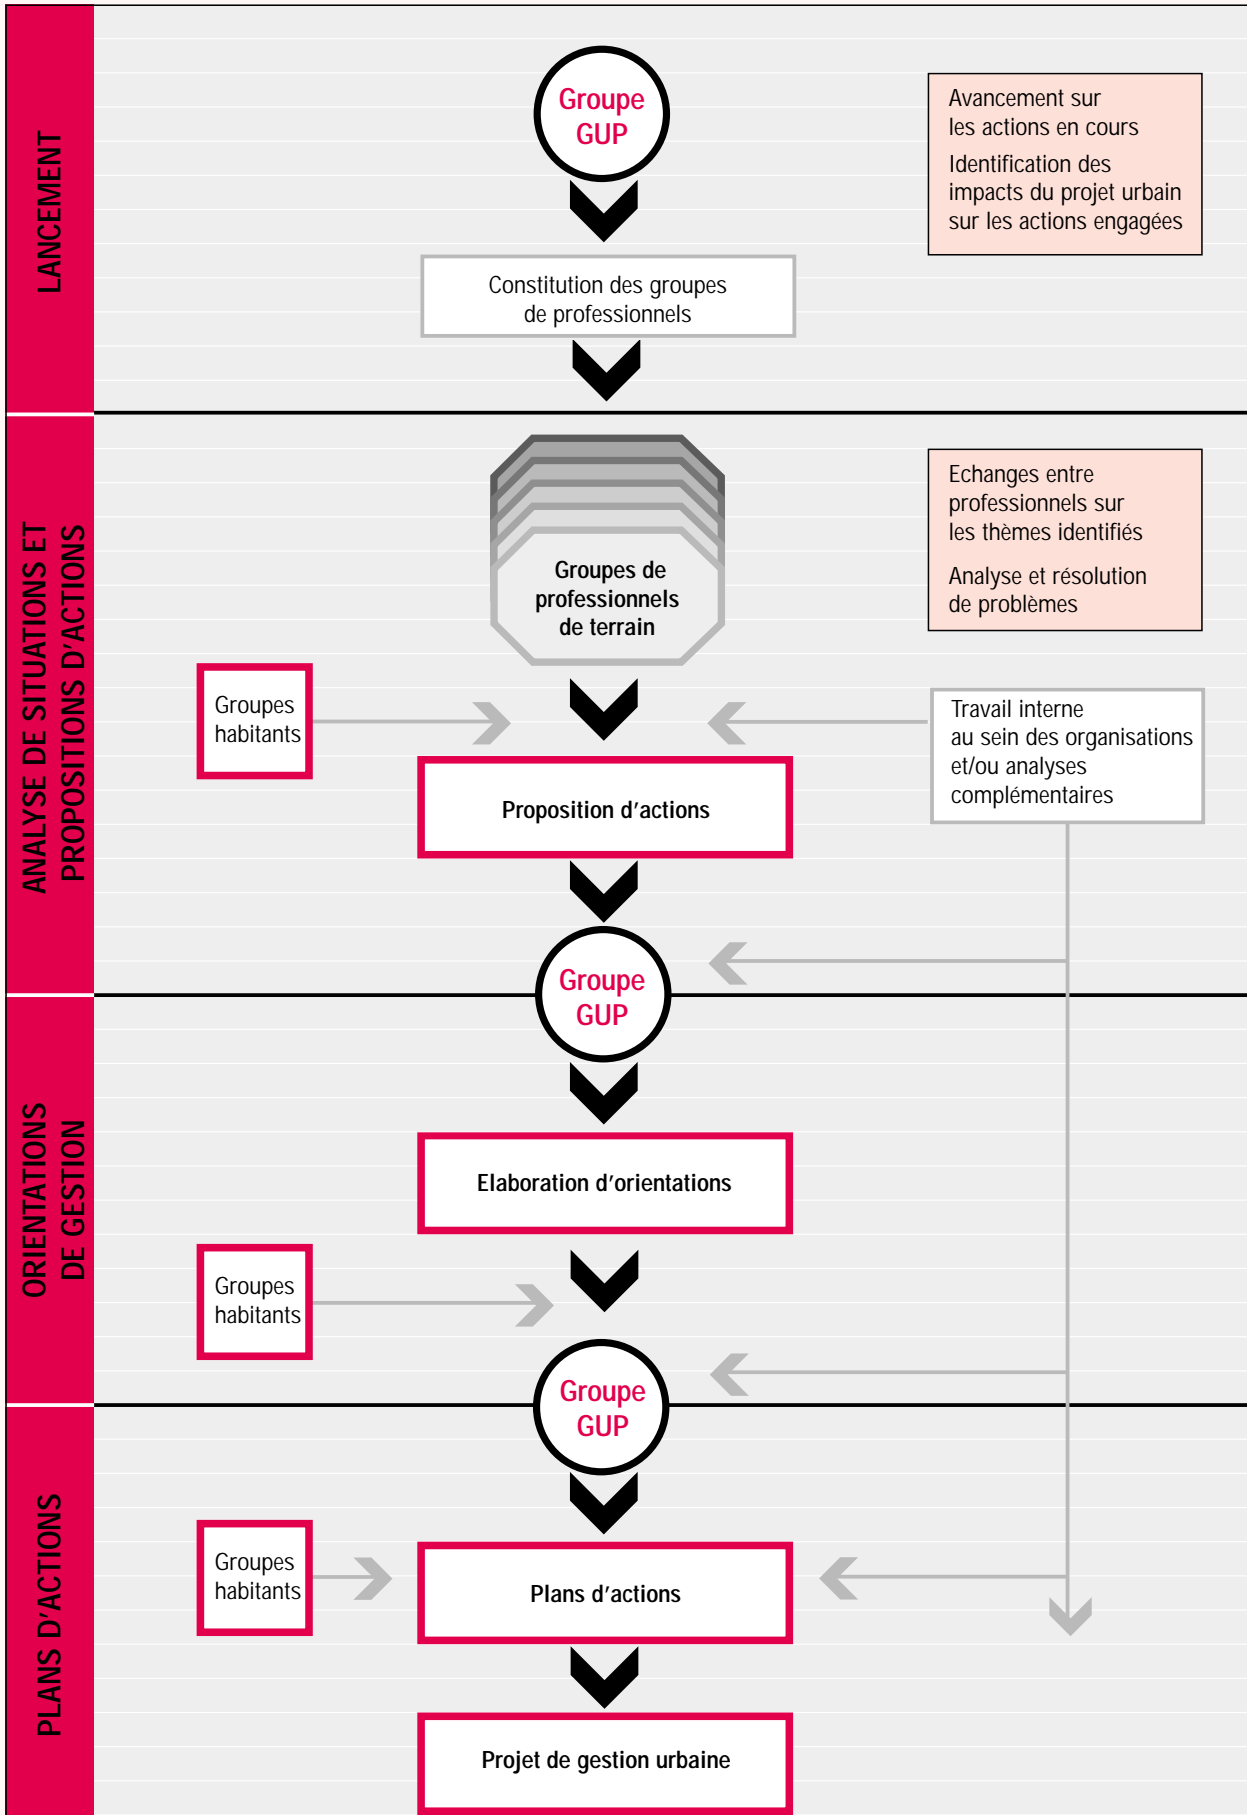 LANCEMENT
Groupe
GUP
Avancement sur
les actions en cours
Identification des
impacts du projet urbain
sur les actions engagées
Constitution des groupes
de professionnels
ANALYSE DE SITUATIONS ET
PROPOSITIONS D'ACTIONS
Groupes de
professionnels
de terrain
Echanges entre
professionnels sur
les thèmes identifiés
Analyse et résolution
de problèmes
Groupes
habitants
Travail interne
au sein des organisations
et/ou analyses
complémentaires
Proposition d'actions
Groupe
GUP
ORIENTATIONS
DE GESTION
Elaboration d'orientations
Groupes
habitants
Groupe
GUP
PLANS D'ACTIONS
Groupes
habitants
Plans d'actions
Projet de gestion urbaine